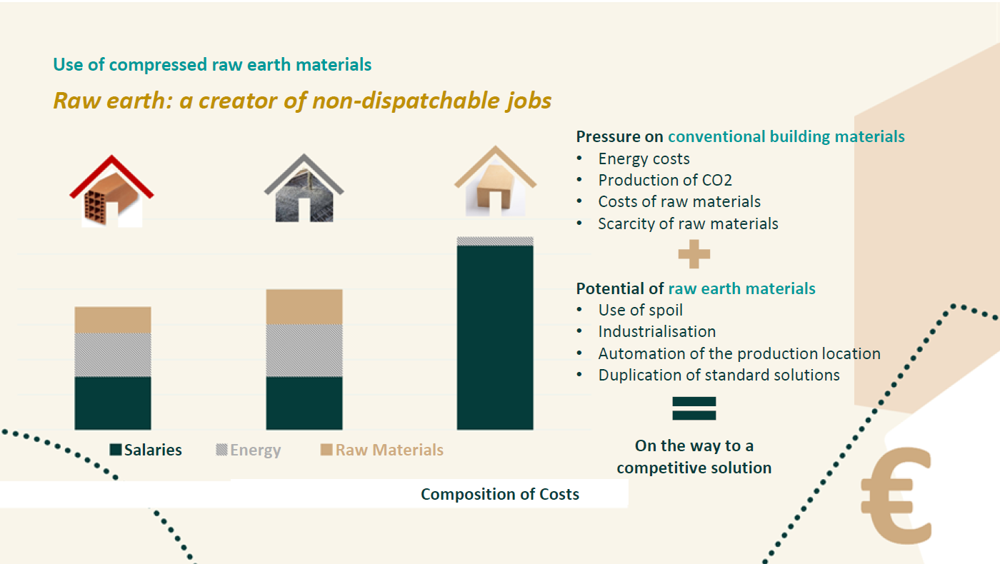 Use of compressed raw earth materials
Raw earth: a creator of non-dispatchable jobs
Pressure on conventional building materials
• Energy costs
• Production of CO2
• Costs of raw materials
• Scarcity of raw materials
Potential of raw earth materials
• Use of spoil
• Industrialisation
• Automation of the production location
• Duplication of standard solutions
On the way to a
competitive solution
Salaries Energy Raw Materials
Composition of Costs
€